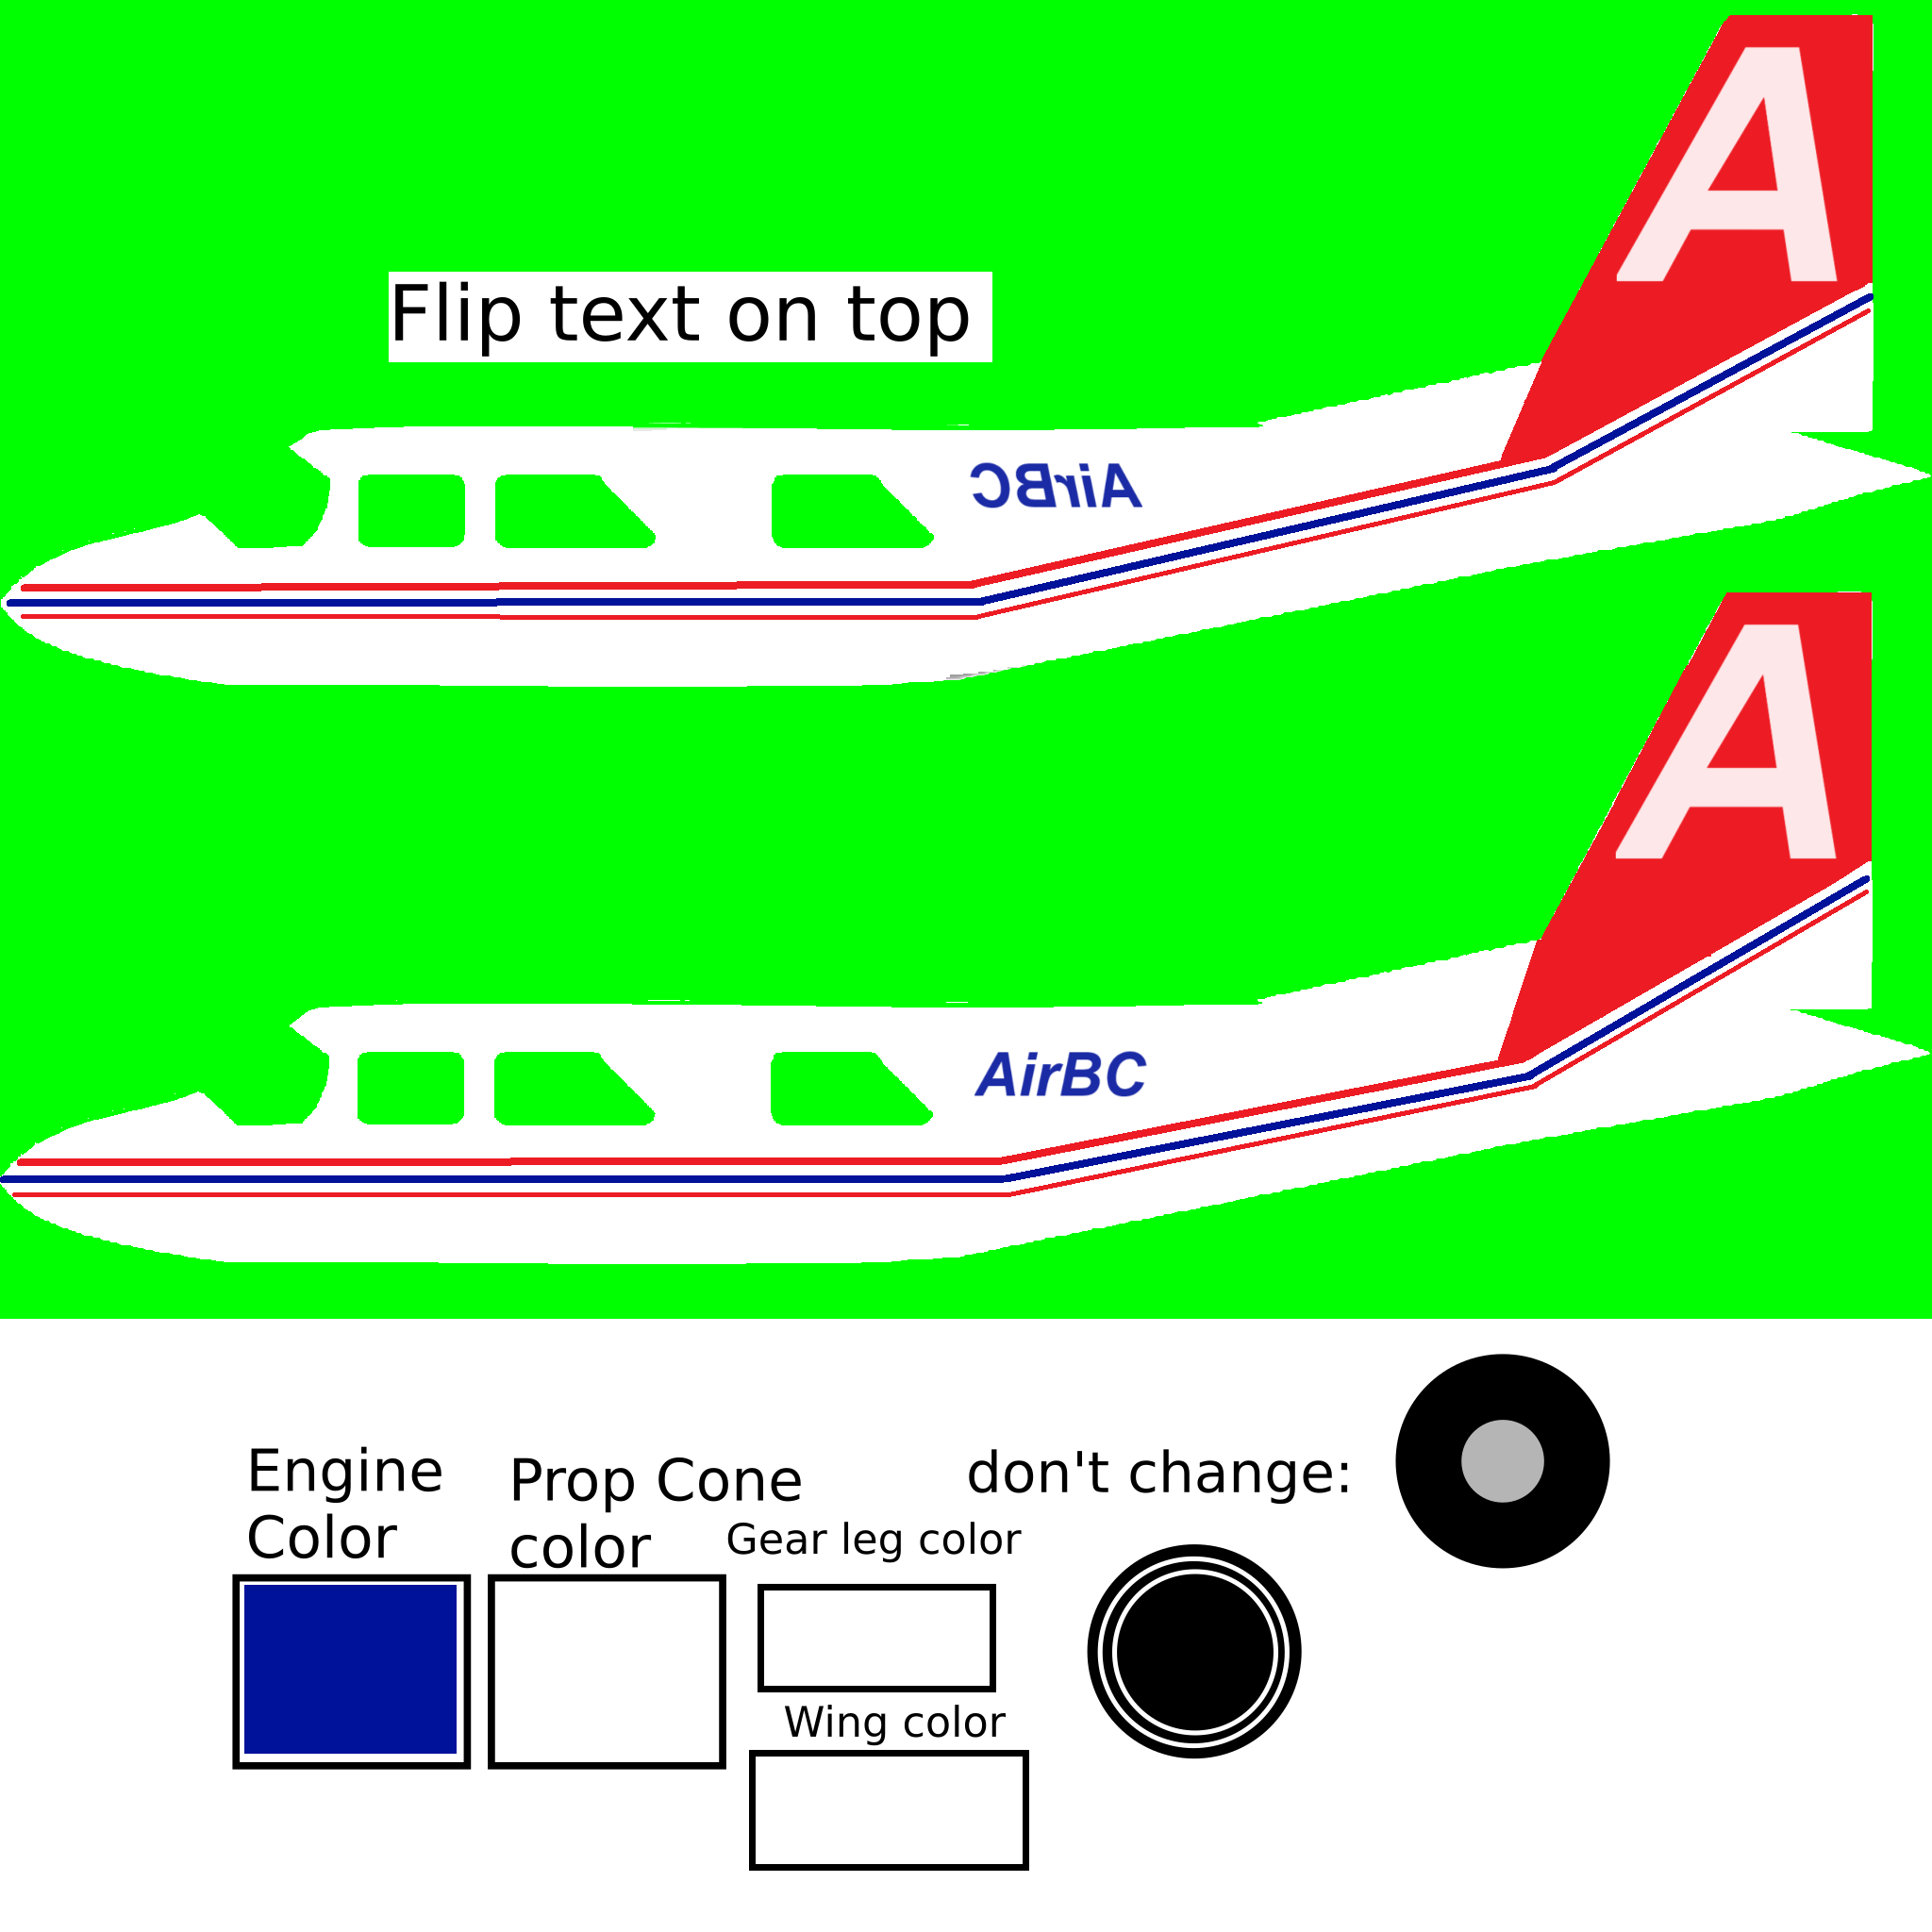 A
Flip text on top
AirBC
A
AirBC
Engine
Color
Prop Cone
color
don't change:
Gear leg color
Wing color